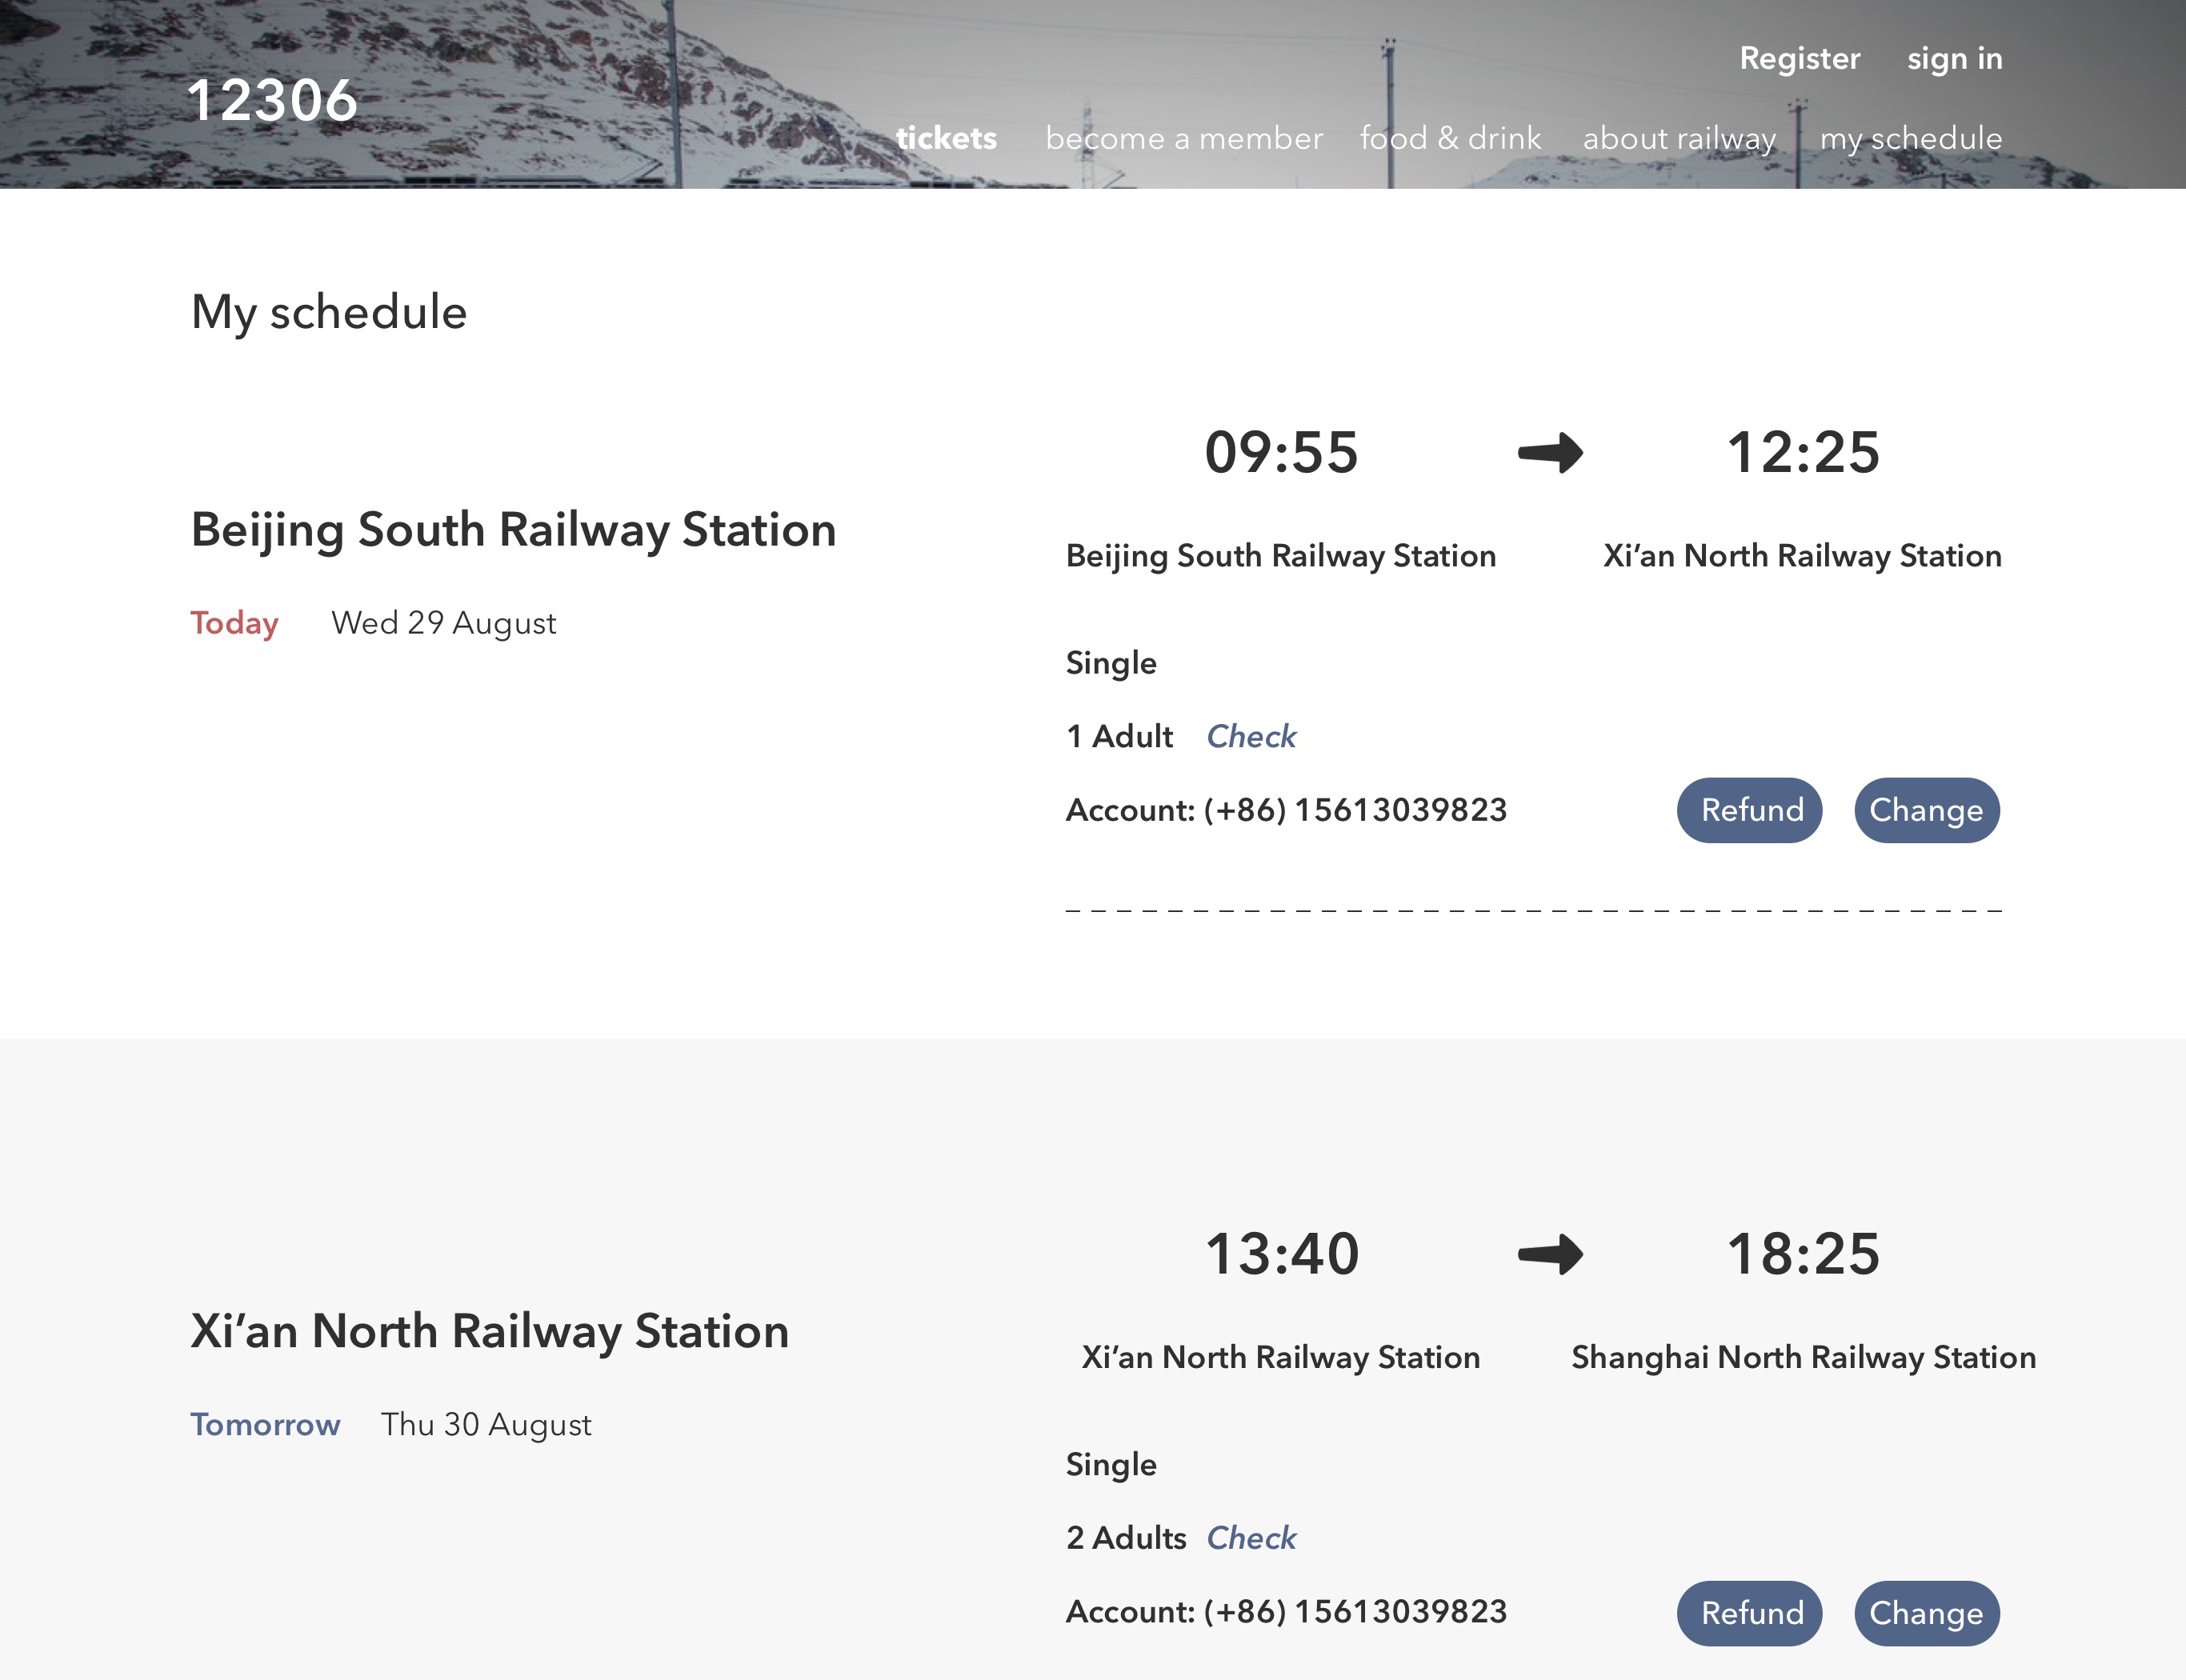 Register sign in
12306
tickets become a member food & drink about railway my schedule
My schedule
09:55 12:25
Beijing South Railway Station
Beijing South Railway Station Xi’an North Railway Station
Today Wed 29 August
Single
1 Adult Check
Account: (+86) 15613039823 Refund Change
13:40 18:25
Xi’an North Railway Station
Xi’an North Railway Station Shanghai North Railway Station
Tomorrow Thu 30 August
Single
2 Adults Check
Account: (+86) 15613039823 Refund Change